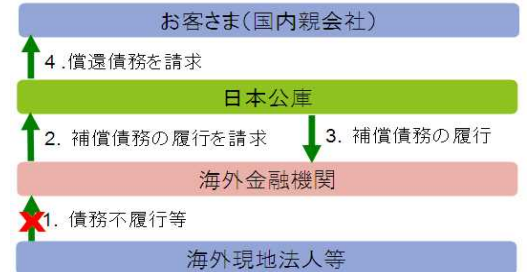 お客さま(国内親会社)
4.償還債務を請求
日本公庫
2. 補償債務の履行を請求
3. 補償債務の履行
海外金融機関
1. 債務不履行等
海外現地法人等